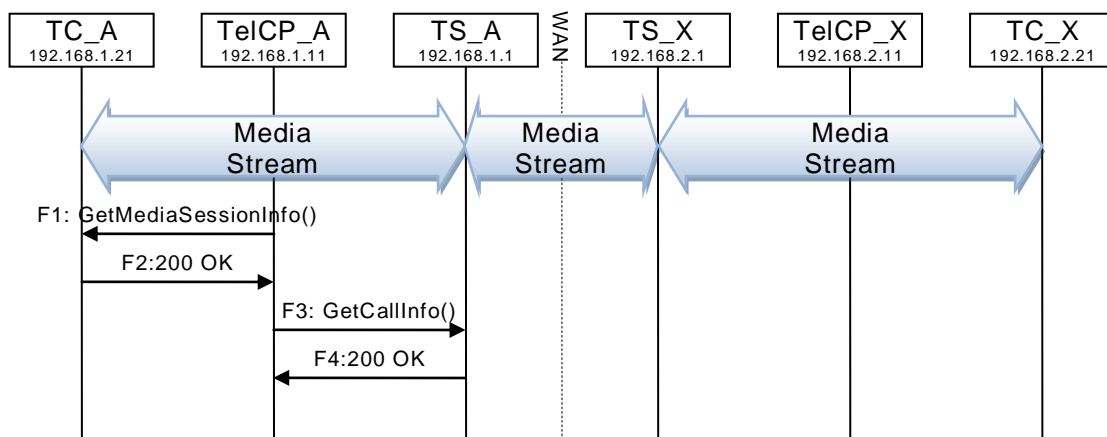 TC_A
192.168.1.21
TelCP_A
192.168.1.11
TS_A
192.168.1.1
WAN
TS_X
192.168.2.1
TelCP_X
192.168.2.11
TC_X
192.168.2.21
Media
Stream
Media
Stream
Media
Stream
F1: GetMediaSessionInfo()
F2:200 OK
F3: GetCallInfo()
F4:200 OK